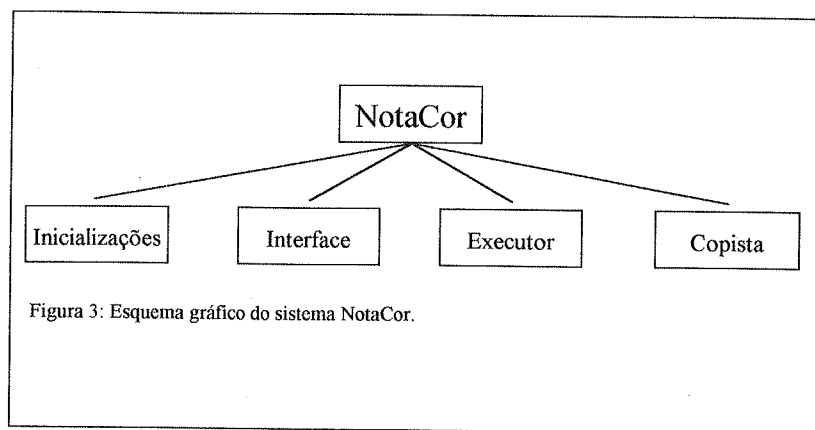 NotaCor
Inicializações
Interface
Executor
Copista
Figura 3: Esquema gráfico do sistema NotaCor.